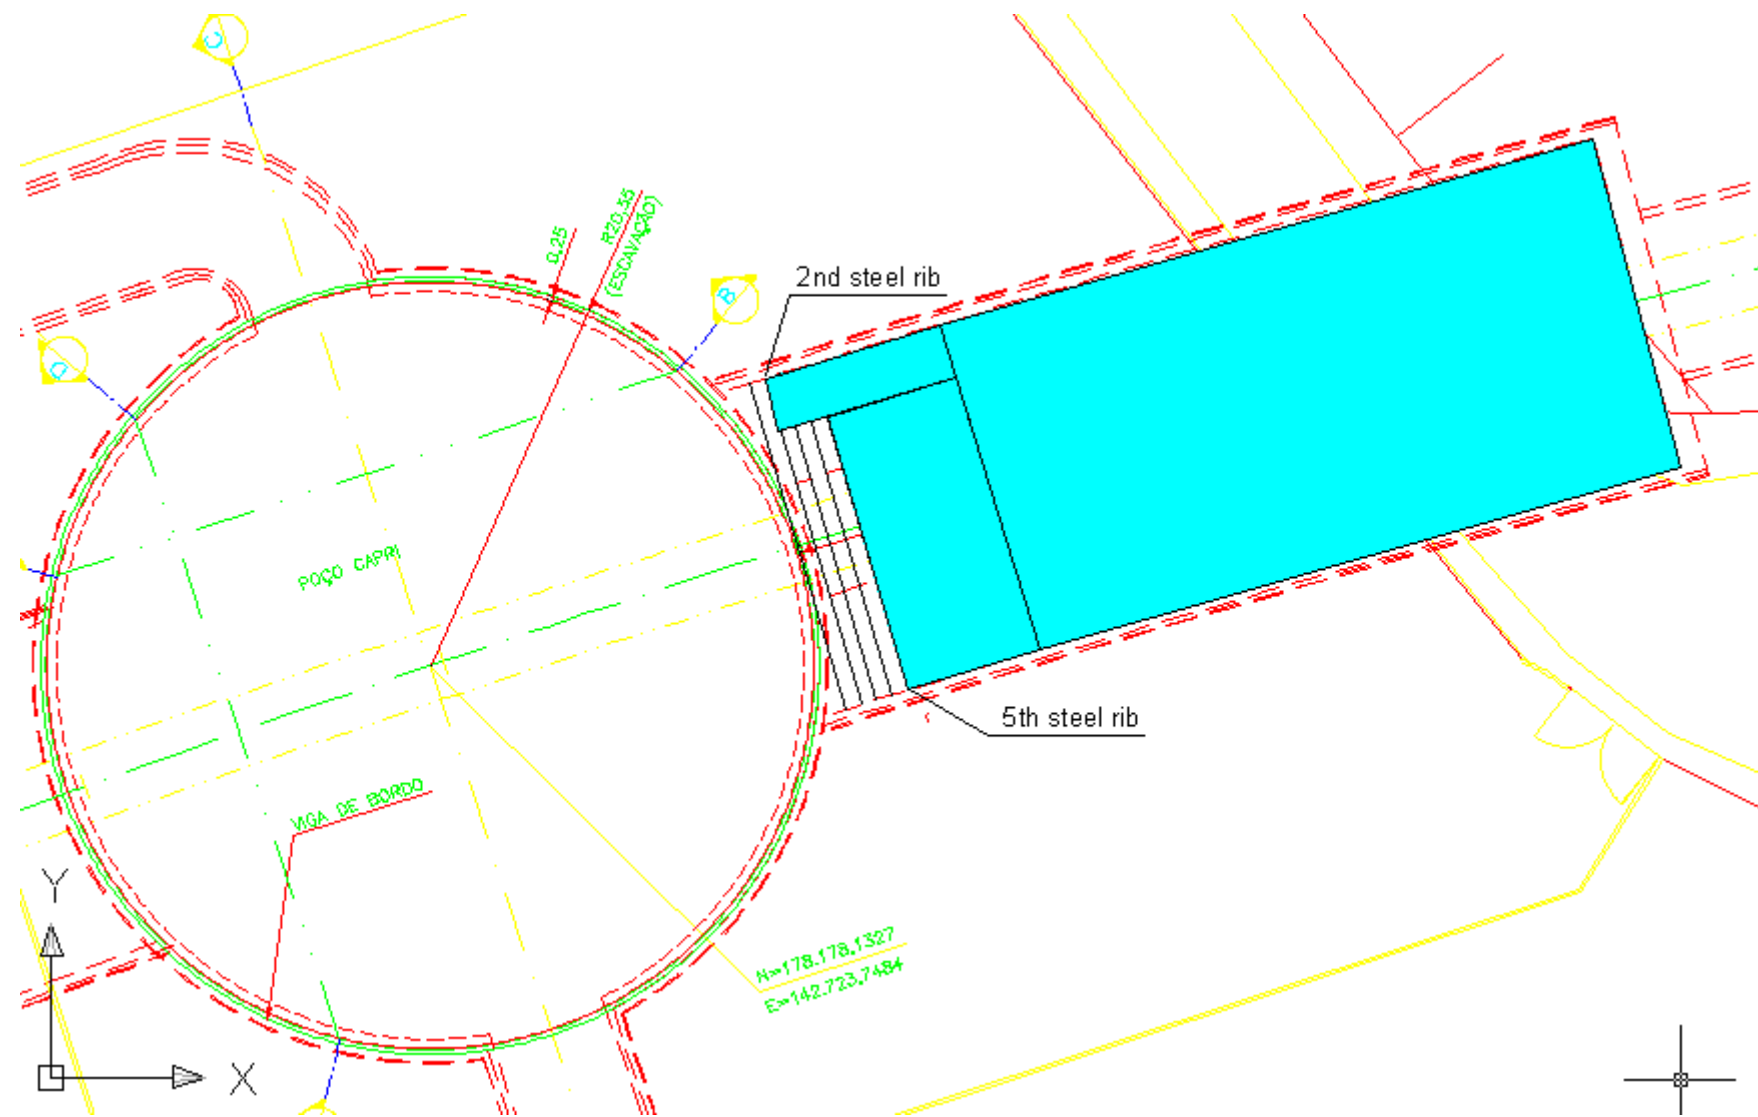 C
0,25
R20,55
(ESCAVAÇÃO)
B
2nd steel rib
D
POÇO CAPRI
5th steel rib
VIGA DE BORDO
N=178.178,1327
E=142.723,7484
Y
X